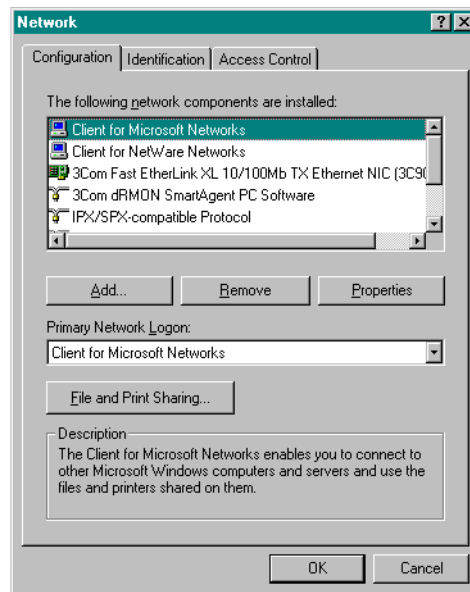 Network
Configuration Identification Access Control
The following network components are installed:
Client for Microsoft Networks
Client for NetWare Networks
3Com Fast EtherLink XL 10/100Mb TX Ethernet NIC (3C90
3Com dRMON SmartAgent PC Software
IPX/SPX-compatible Protocol
Add... Remove Properties
Primary Network Logon:
Client for Microsoft Networks
File and Print Sharing...
Description
The Client for Microsoft Networks enables you to connect to
other Microsoft Windows computers and servers and use the
files and printers shared on them.
OK Cancel